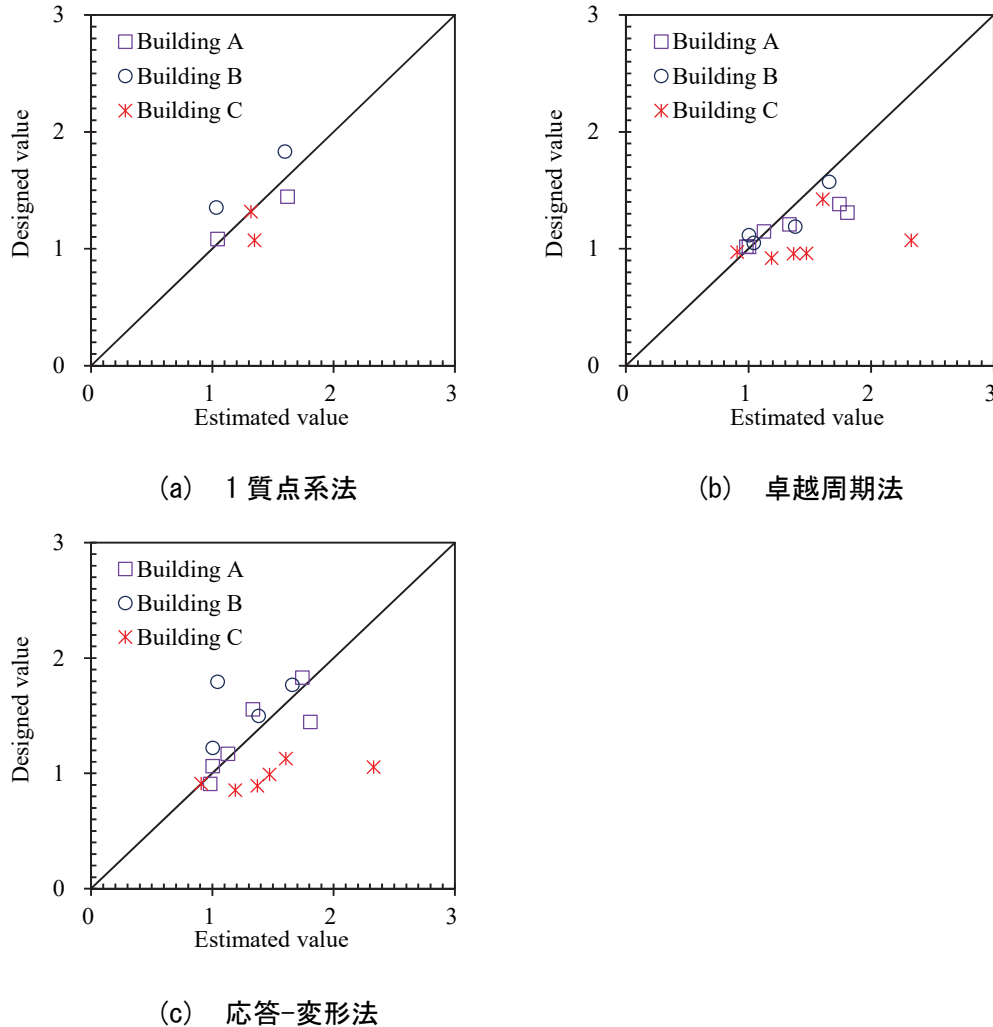 3
2
1
0
Designed value
Building A
Building B
Building C
0 1 2 3
Estimated value
(a) 1質点系法
3
2
1
0
Designed value
Building A
Building B
Building C
0 1 2 3
Estimated value
(b) 卓越周期法
3
2
1
0
Designed value
Building A
Building B
Building C
0 1 2 3
Estimated value
(c) 応答-変形法